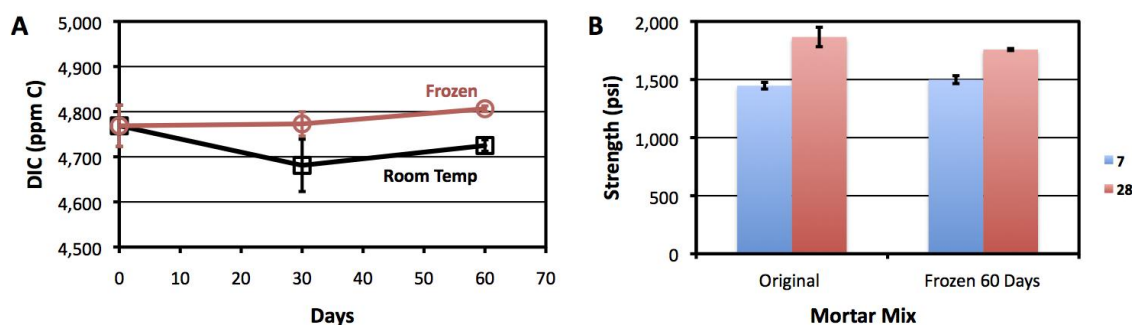 A
DIC (ppm C)
5,000
4,900
4,800
4,700
4,600
4,500
Frozen
Room Temp
0 10 20 30 40 50 60 70
Days
B
Strength (psi)
2,000
1,500
1,000
500
0
Original Frozen 60 Days
Mortar Mix
7
28